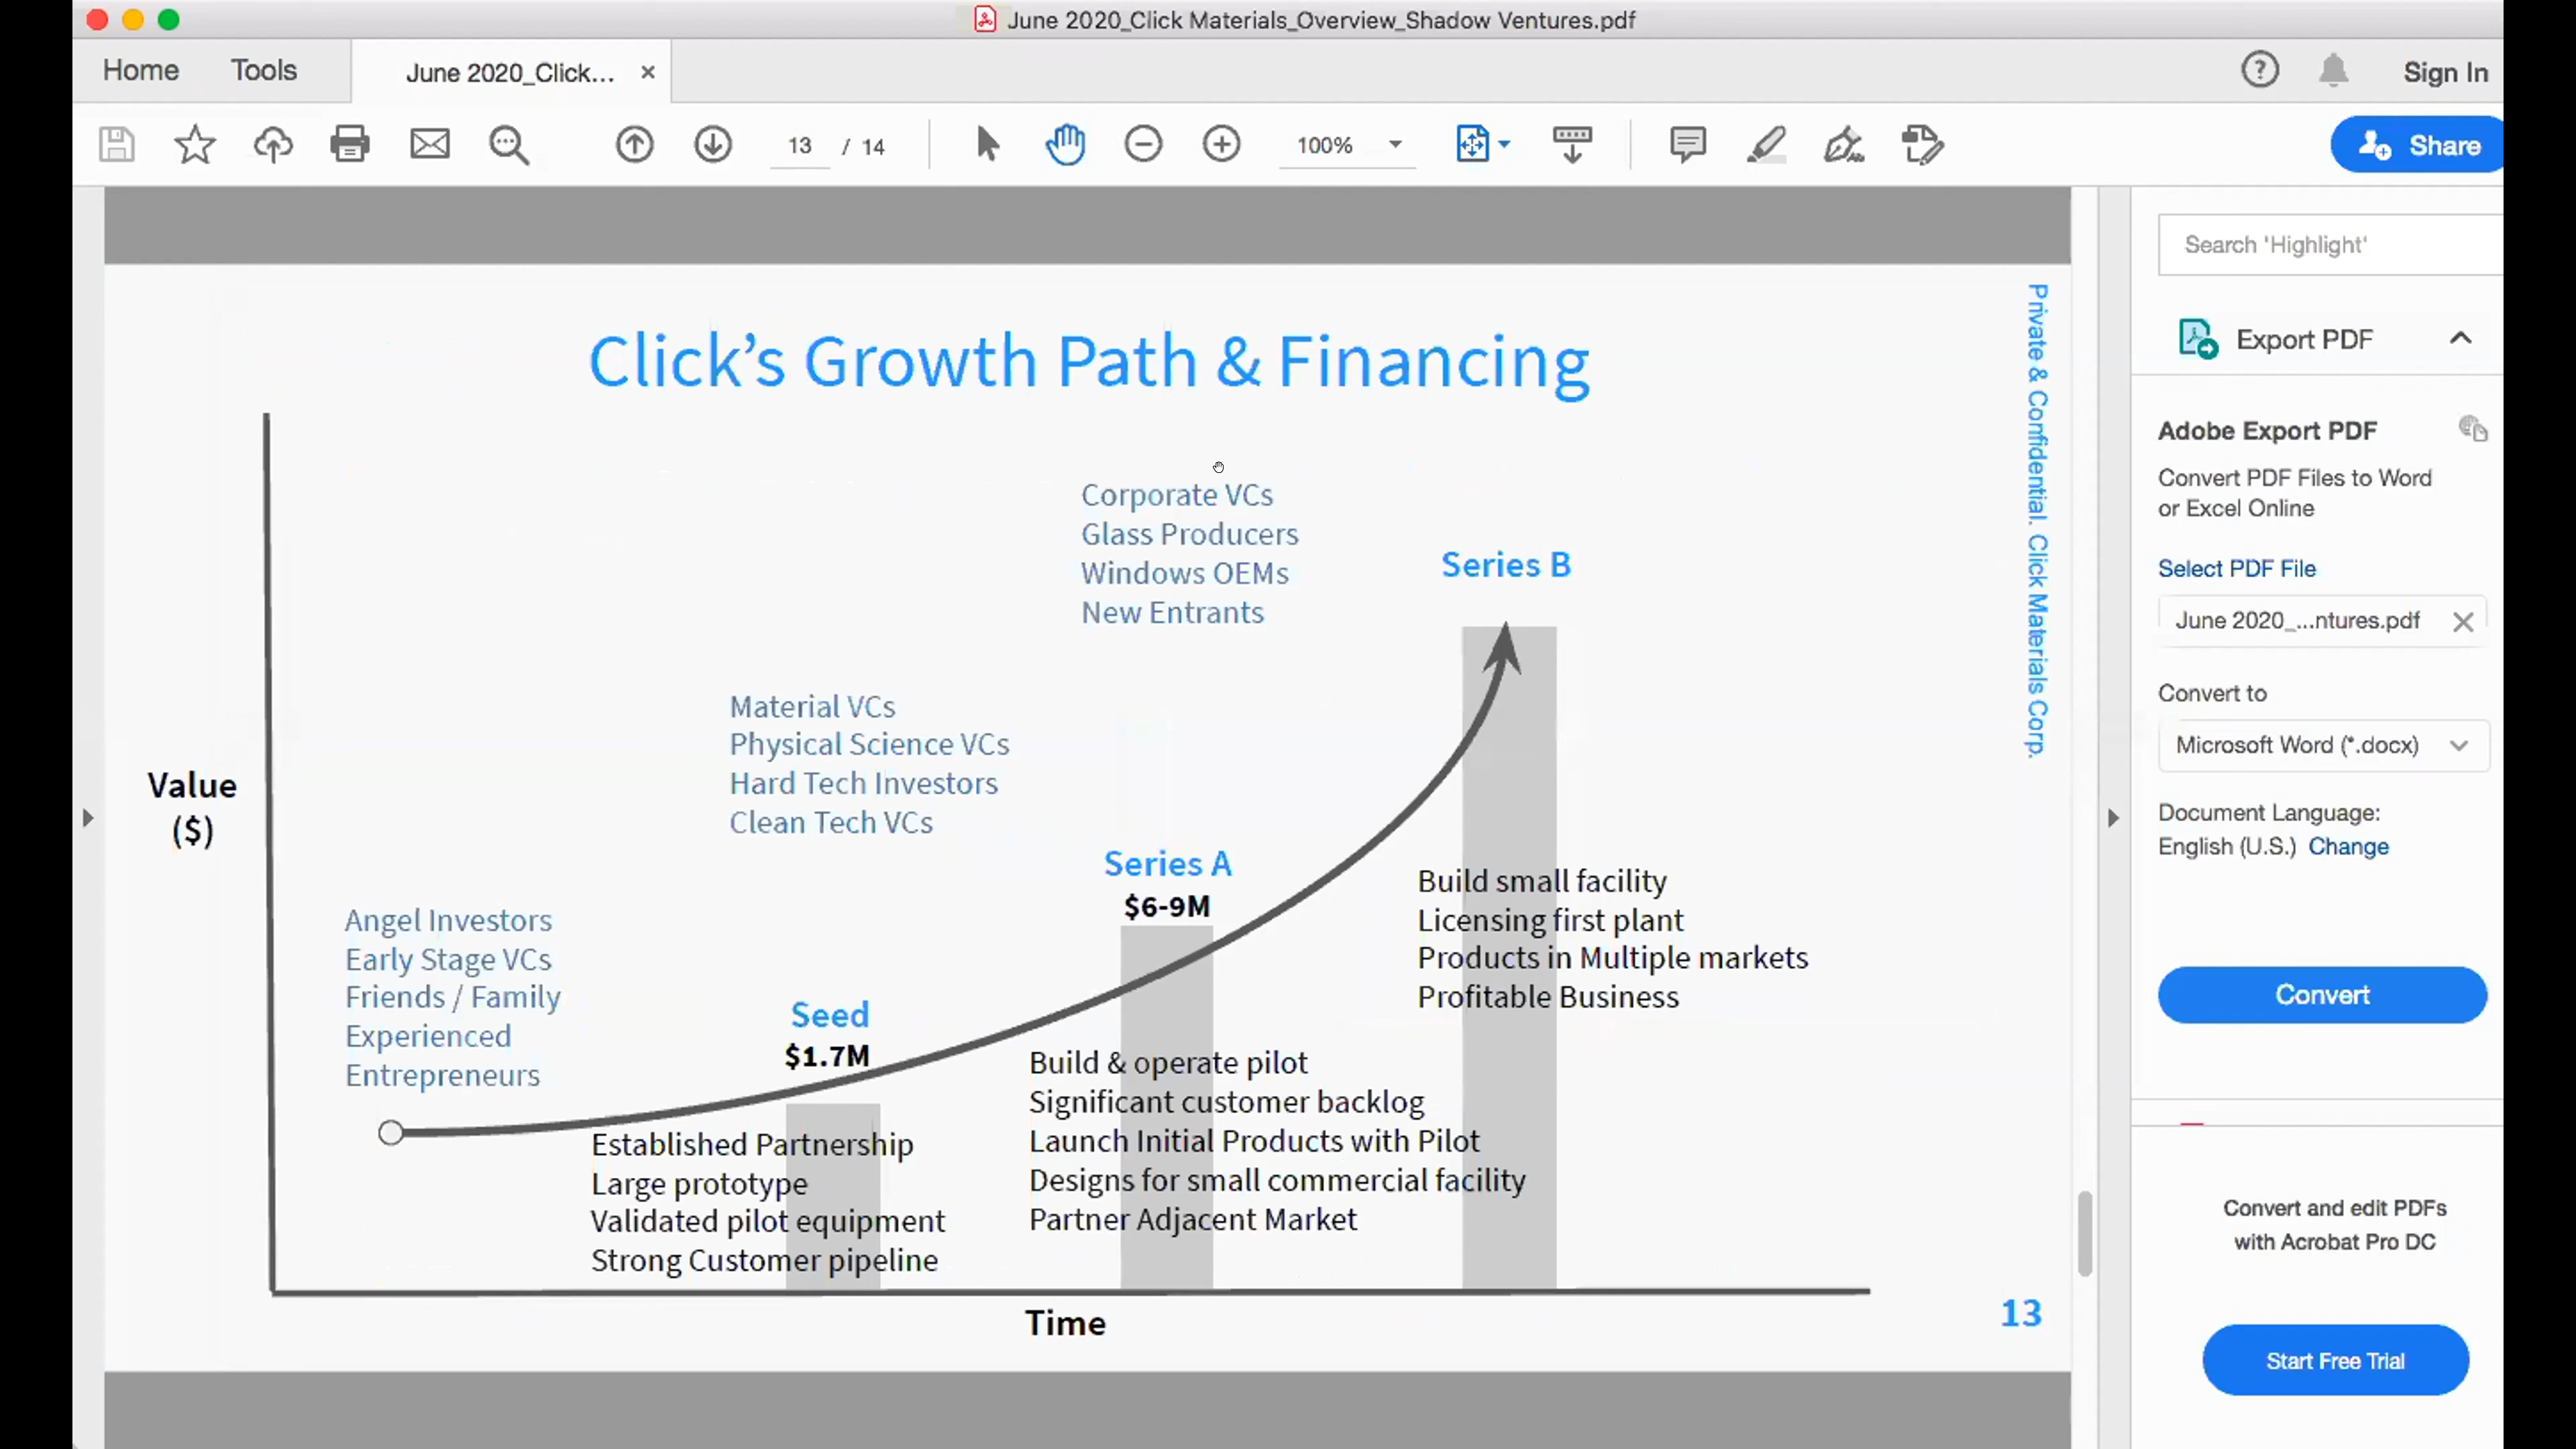 June 2020_Click Materials_Overview_Shadow Ventures.pdf
Home
Tools
June 2020_Click...
Sign In
13 / 14
100%
Share
Search 'Highlight'
Export PDF
Adobe Export PDF
Convert PDF Files to Word
or Excel Online
Select PDF File
June 2020_...ntures.pdf
Convert to
Microsoft Word (*.docx)
Document Language:
English (U.S.) Change
Convert
Convert and edit PDFs
with Acrobat Pro DC
Start Free Trial
Click's Growth Path & Financing
Private & Confidential. Click Materials Corp.
Value
($)
Angel Investors
Early Stage VCs
Friends / Family
Experienced
Entrepreneurs
Material VCs
Physical Science VCs
Hard Tech Investors
Clean Tech VCs
Corporate VCs
Glass Producers
Windows OEMs
New Entrants
Seed
$1.7M
Established Partnership
Large prototype
Validated pilot equipment
Strong Customer pipeline
Series A
$6-9M
Build & operate pilot
Significant customer backlog
Launch Initial Products with Pilot
Designs for small commercial facility
Partner Adjacent Market
Series B
Build small facility
Licensing first plant
Products in Multiple markets
Profitable Business
Time
13